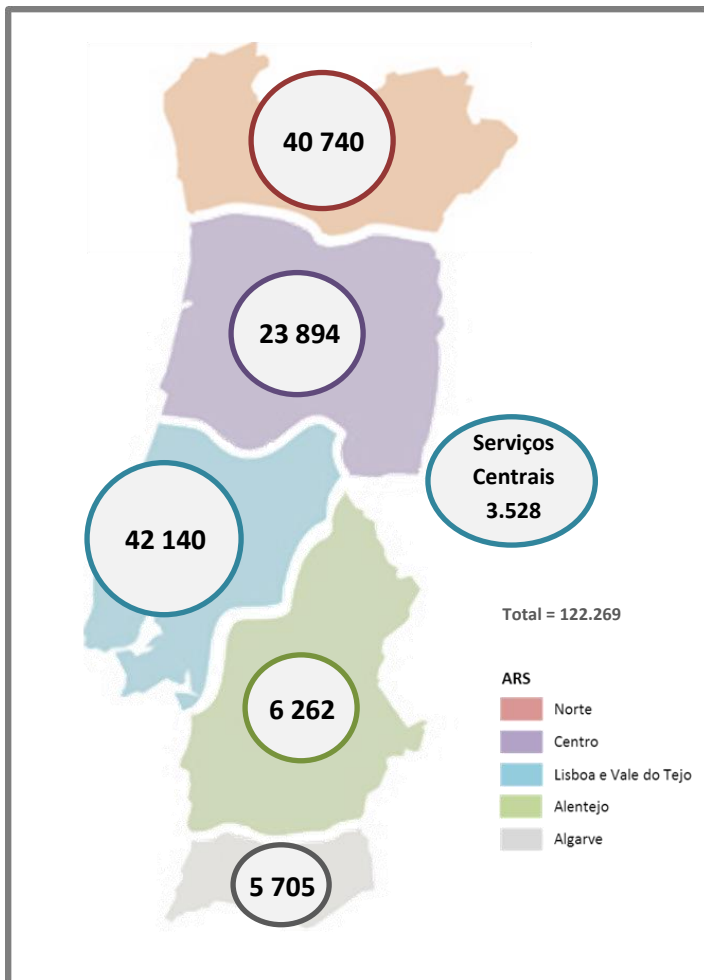 40 740
23 894
Serviços
Centrais
3.528
42 140
Total = 122.269
ARS
Norte
Centro
Lisboa e Vale do Tejo
Alentejo
Algarve
6 262
5 705